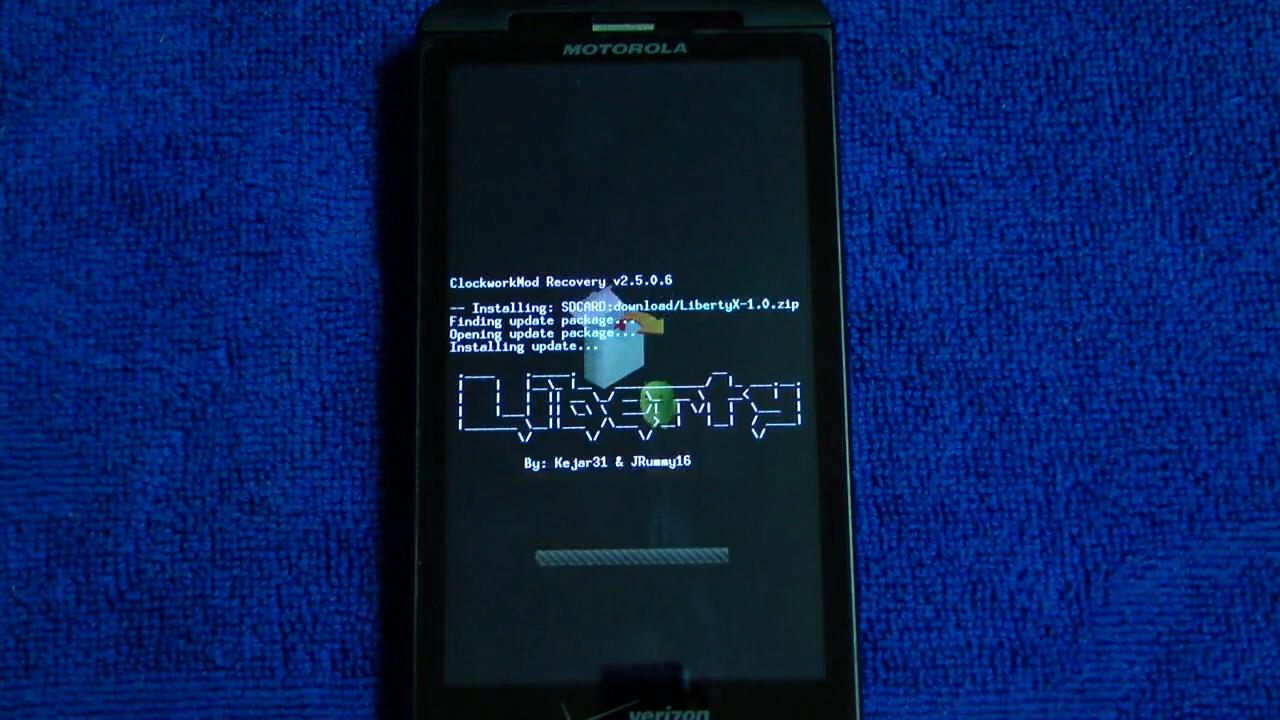 MOTOROLA
ClockworkMod Recovery v2.5.0.6
-- Installing: SDCARD:download/LibertyX-1.0.zip
Finding update package...
Opening update package...
Installing update...
Liberty
By: Kejar31 & JRummy16
verizon